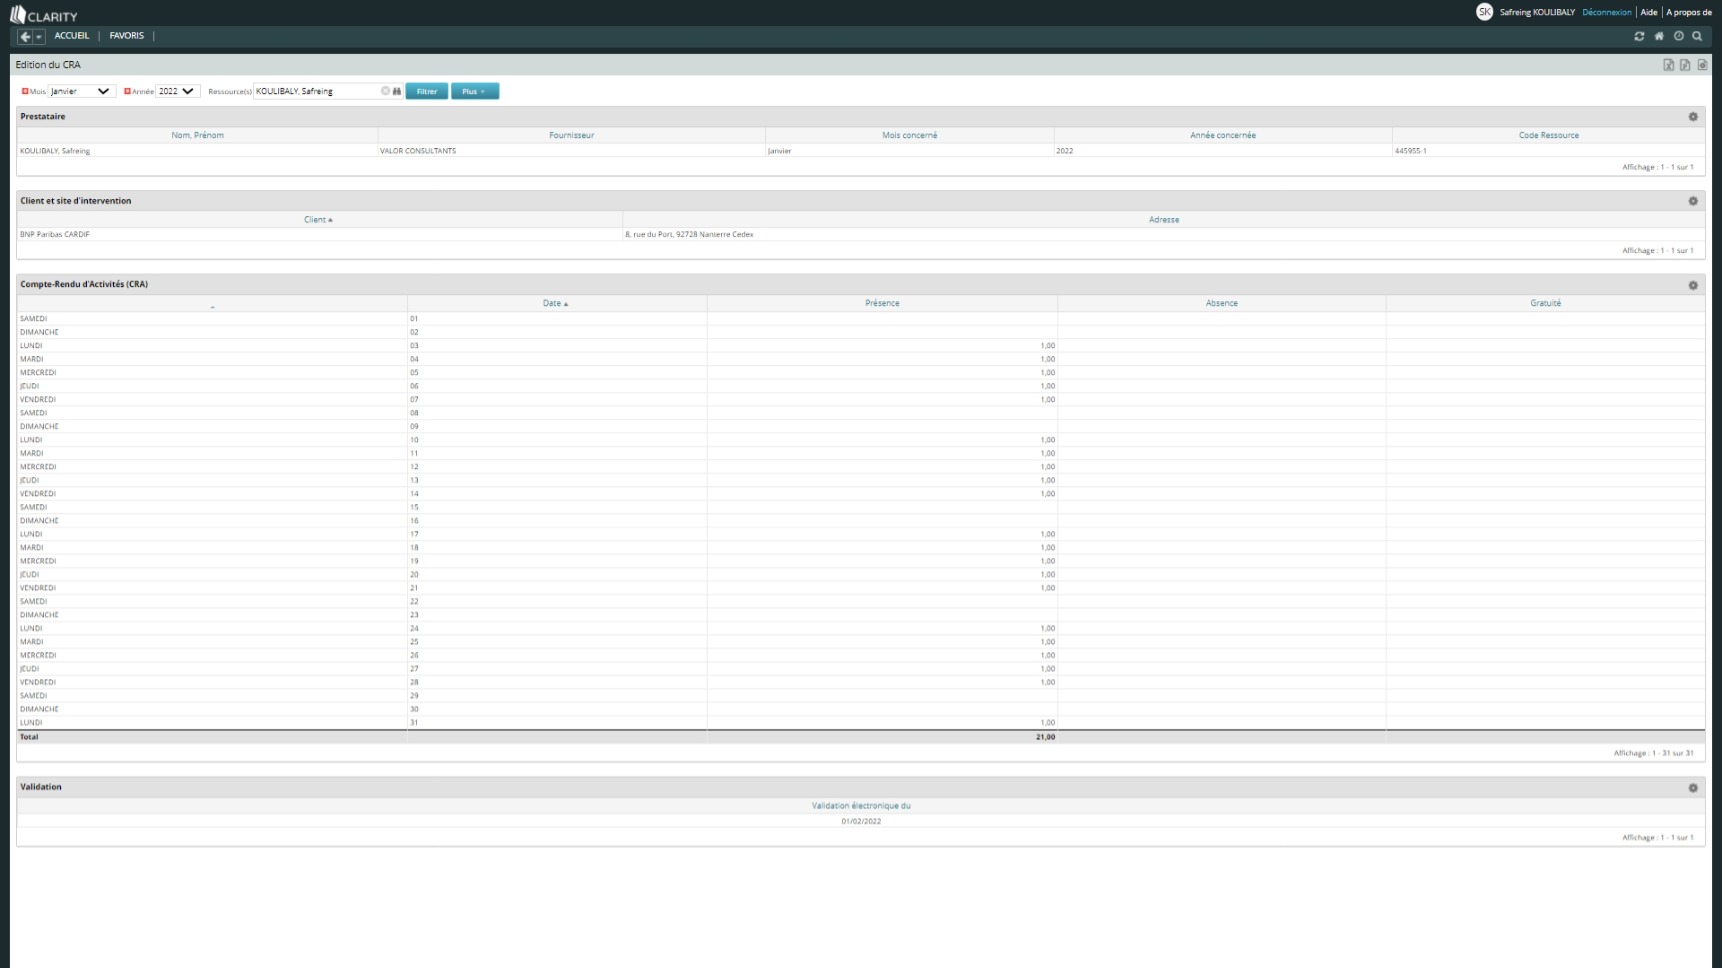 CLARITY
SK Safreing KOULIBALY Déconnexion | Aide | A propos de
ACCUEIL | FAVORIS |
Edition du CRA
Mois Janvier Année 2022 Ressource(s) KOULIBALY, Safreing Filtrer Plus
Prestataire
Nom, Prénom Fournisseur Mois concerné Année concernée Code Ressource
KOULIBALY, Safreing VALOR CONSULTANTS Janvier 2022 445955-1
Affichage : 1 - 1 sur 1
Client et site d'intervention
Client Adresse
BNP Paribas CARDIF 8, rue du Port, 92728 Nanterre Cedex
Affichage : 1 - 1 sur 1
Compte-Rendu d'Activités (CRA)
Date Présence Absence Gratuité
SAMEDI 01
DIMANCHE 02
LUNDI 03 1,00
MARDI 04 1,00
MERCREDI 05 1,00
JEUDI 06 1,00
VENDREDI 07 1,00
SAMEDI 08
DIMANCHE 09
LUNDI 10 1,00
MARDI 11 1,00
MERCREDI 12 1,00
JEUDI 13 1,00
VENDREDI 14 1,00
SAMEDI 15
DIMANCHE 16
LUNDI 17 1,00
MARDI 18 1,00
MERCREDI 19 1,00
JEUDI 20 1,00
VENDREDI 21 1,00
SAMEDI 22
DIMANCHE 23
LUNDI 24 1,00
MARDI 25 1,00
MERCREDI 26 1,00
JEUDI 27 1,00
VENDREDI 28 1,00
SAMEDI 29
DIMANCHE 30
LUNDI 31 1,00
Total 21,00
Affichage : 1 - 31 sur 31
Validation
Validation électronique du
01/02/2022
Affichage : 1 - 1 sur 1